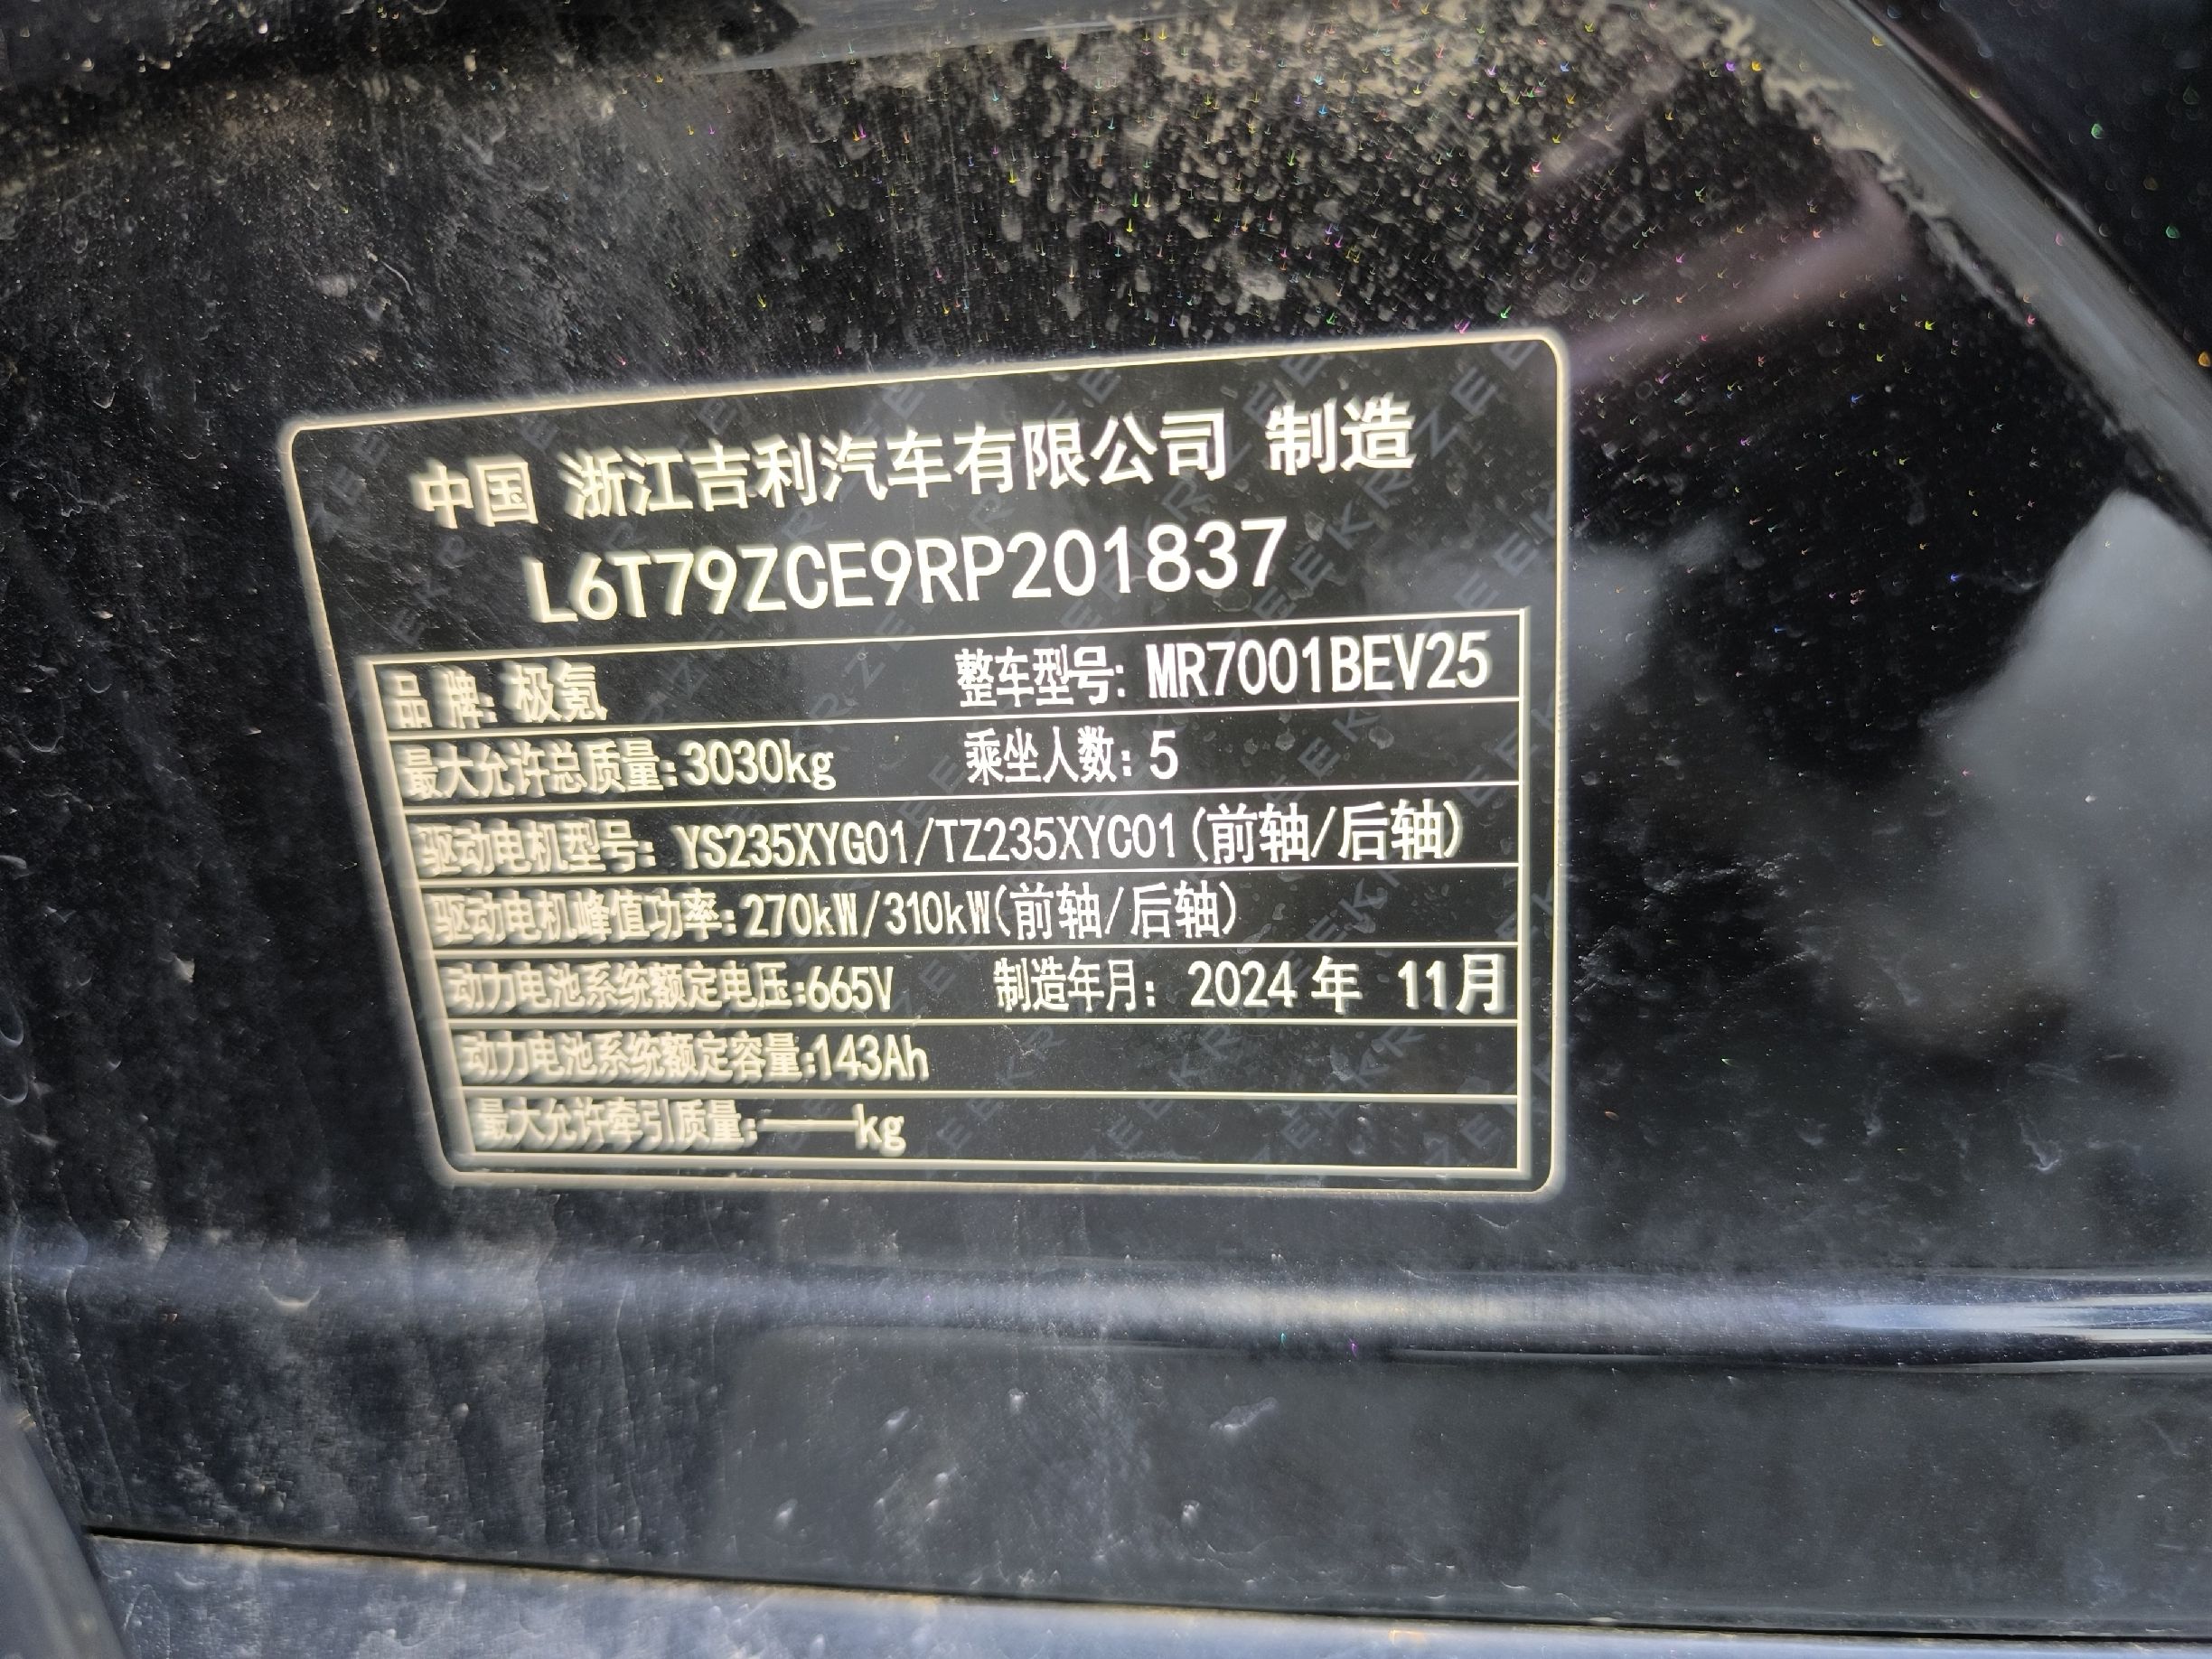 中国 浙江吉利汽车有限公司 制造
L6T79ZCE9RP201837
品 牌: 极氪 整车型号: MR7001BEV25
最大允许总质量:3030kg 乘坐人数: 5
驱动电机型号: YS235XYG01/TZ235XYC01(前轴/后轴)
驱动电机峰值功率:270kW/310kW(前轴/后轴)
动力电池系统额定电压:665V 制造年月: 2024 年 11月
动力电池系统额定容量:143Ah
最大允许牵引质量:——kg